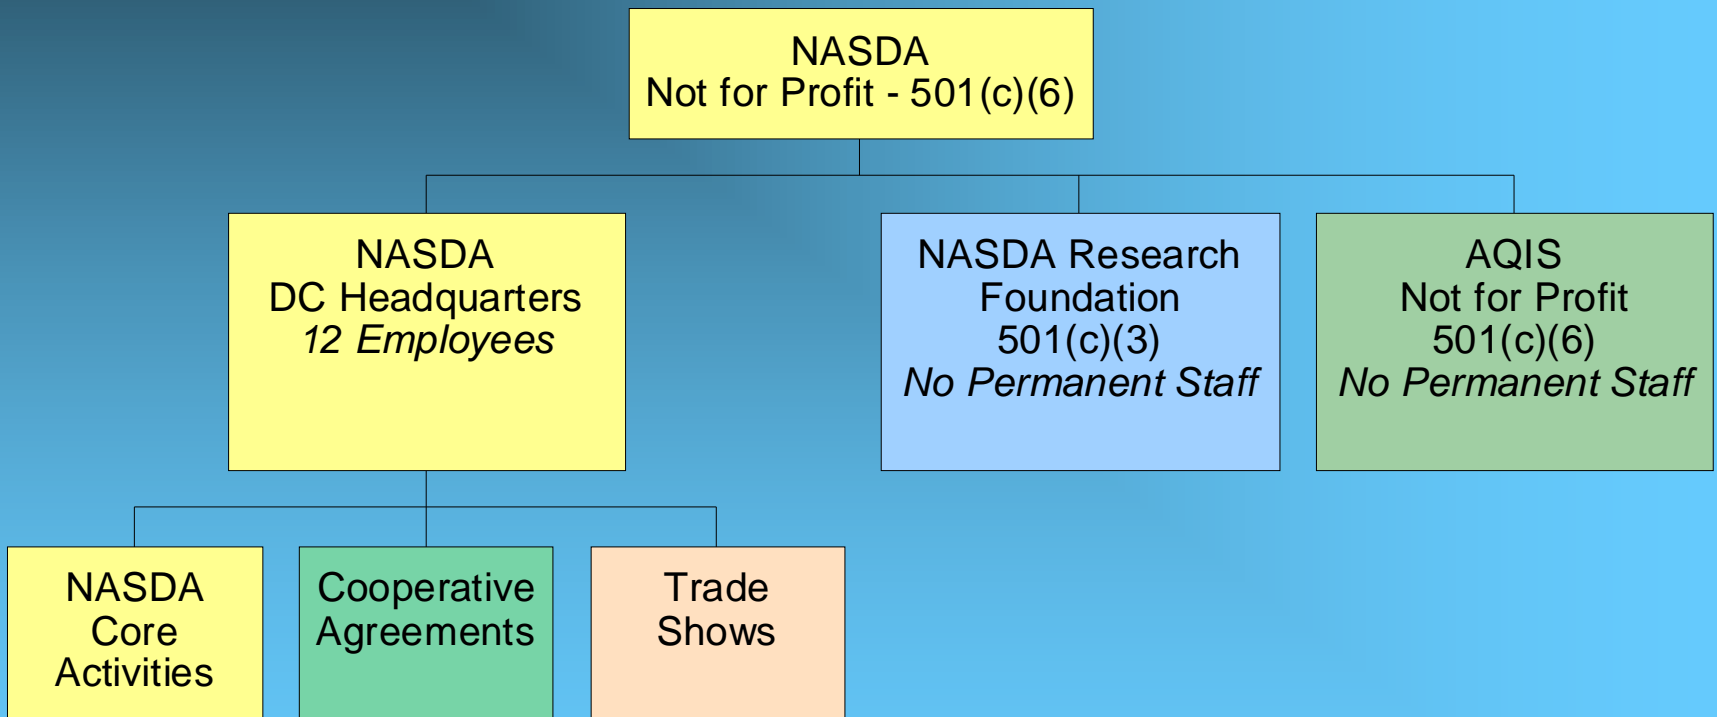 NASDA
Not for Profit - 501(c)(6)
NASDA
DC Headquarters
12 Employees
NASDA Research
Foundation
501(c)(3)
No Permanent Staff
AQIS
Not for Profit
501(c)(6)
No Permanent Staff
NASDA
Core
Activities
Cooperative
Agreements
Trade
Shows